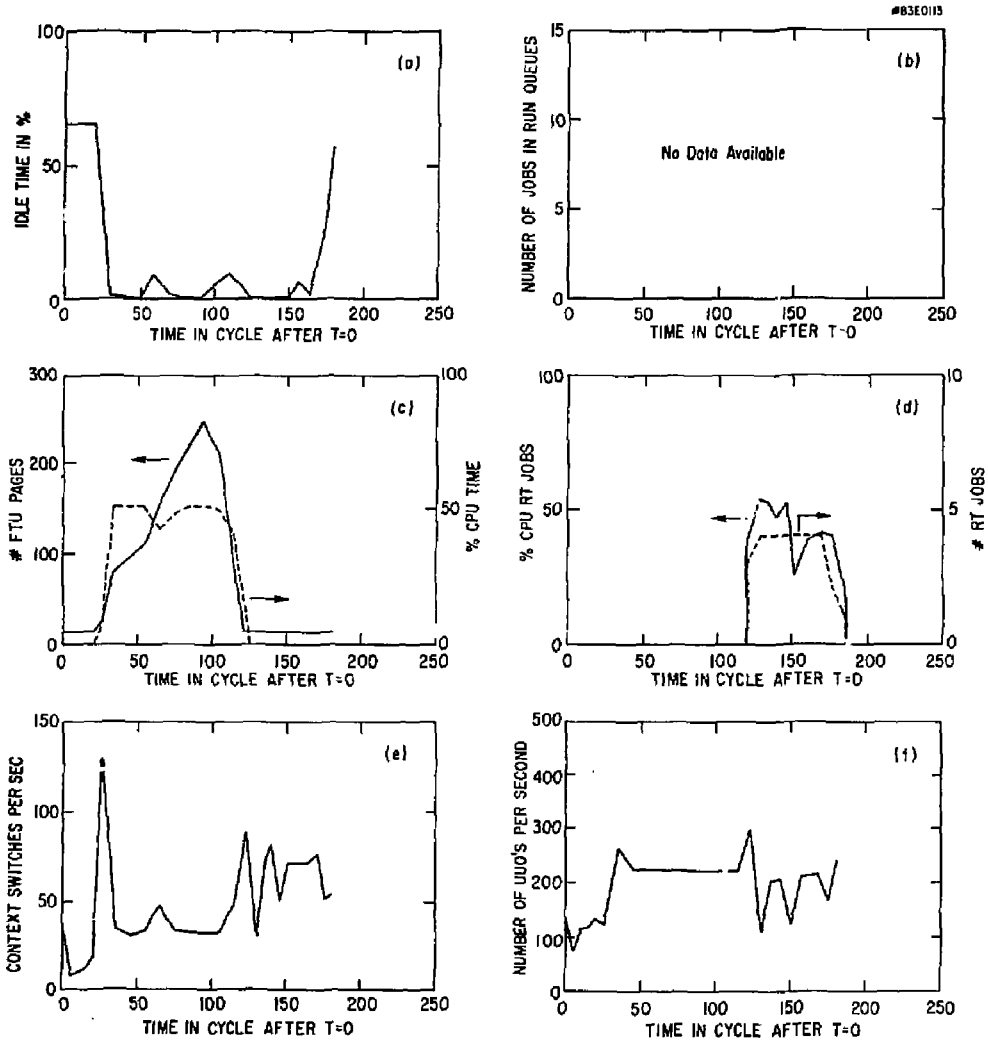 #83E0113
100
50
0
IDLE TIME IN %
(a)
0 50 100 150 200 250
TIME IN CYCLE AFTER T=0
15
10
5
0
NUMBER OF JOBS IN RUN QUEUES
(b)
No Data Available
0 50 100 150 200 250
TIME IN CYCLE AFTER T=0
300
200
100
0
# FTU PAGES
(c)
100
50
0
% CPU TIME
0 50 100 150 200 250
TIME IN CYCLE AFTER T=0
100
50
0
% CPU RT JOBS
(d)
10
5
0
# RT JOBS
0 50 100 150 200 250
TIME IN CYCLE AFTER T=0
150
100
50
0
CONTEXT SWITCHES PER SEC
(e)
0 50 100 150 200 250
TIME IN CYCLE AFTER T=0
500
400
300
200
100
0
NUMBER OF UUO'S PER SECOND
(f)
0 50 100 150 200 250
TIME IN CYCLE AFTER T=0